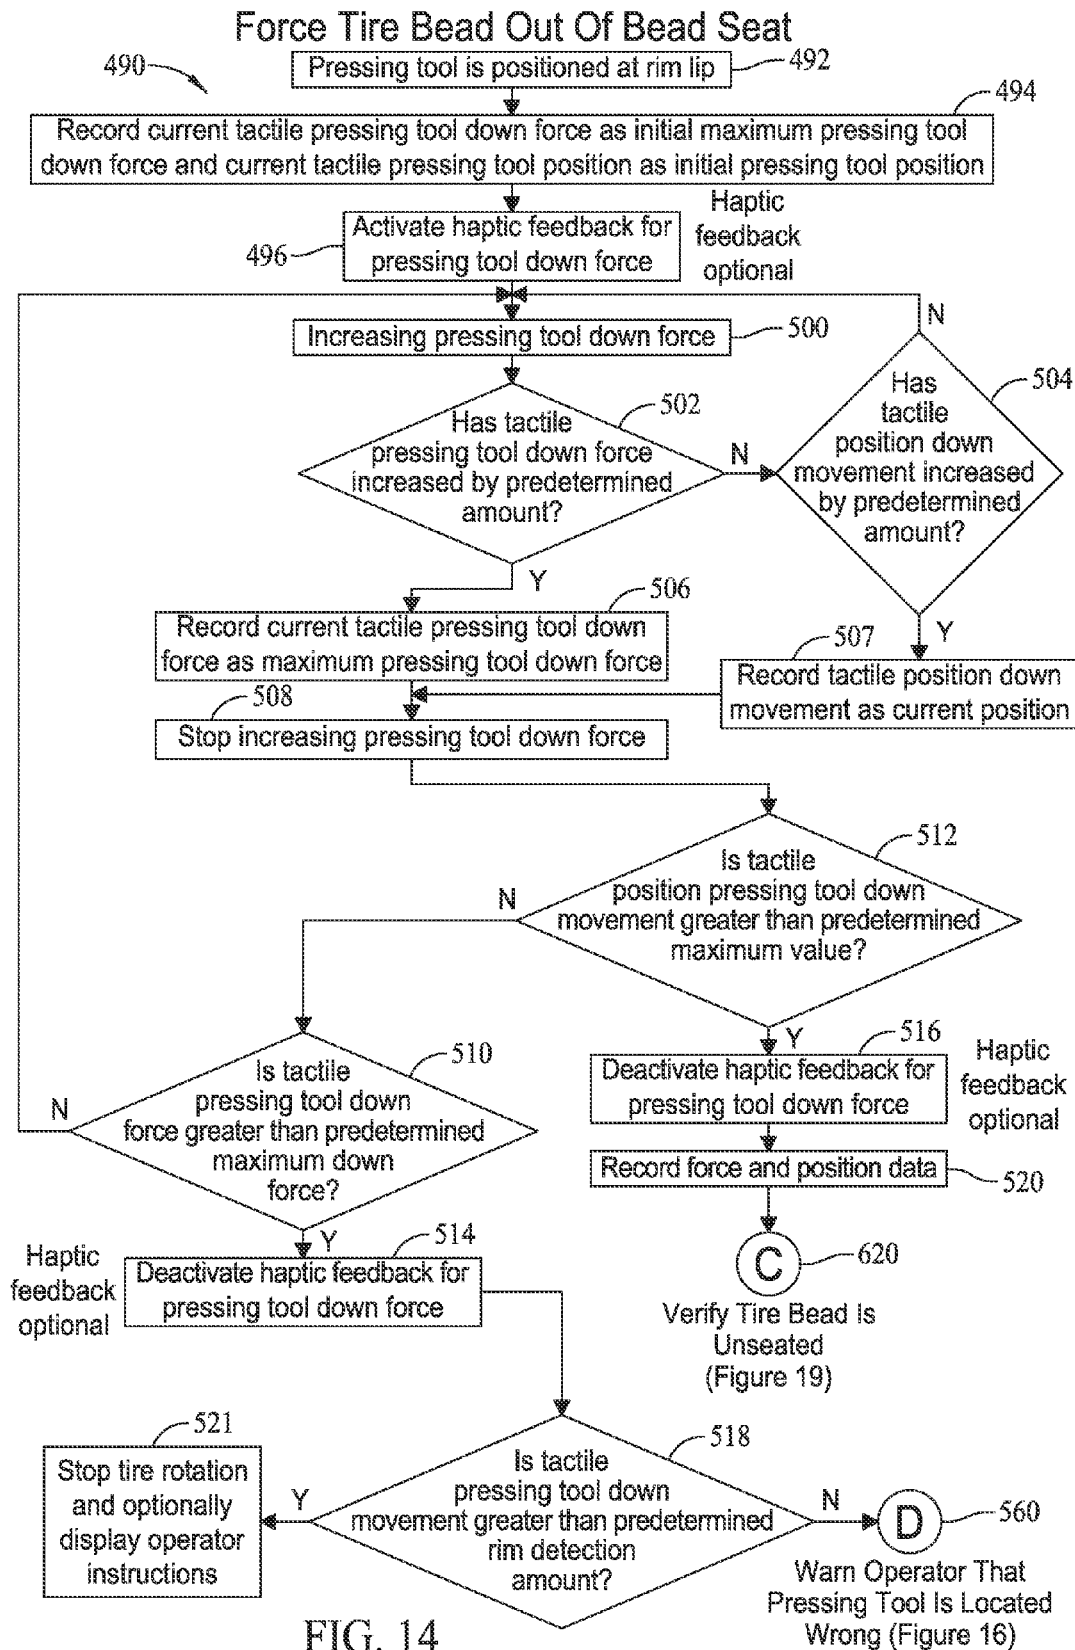 Force Tire Bead Out Of Bead Seat
490
Pressing tool is positioned at rim lip
492
494
Record current tactile pressing tool down force as initial maximum pressing tool
down force and current tactile pressing tool position as initial pressing tool position
496
Activate haptic feedback for
pressing tool down force
Haptic
feedback
optional
Increasing pressing tool down force
500
N
502
Has tactile
pressing tool down force
increased by predetermined
amount?
N
504
Has
tactile
position down
movement increased
by predetermined
amount?
Y
506
Record current tactile pressing tool down
force as maximum pressing tool down force
Y
507
Record tactile position down
movement as current position
508
Stop increasing pressing tool down force
512
Is tactile
position pressing tool down
movement greater than predetermined
maximum value?
N
510
Is tactile
pressing tool down
force greater than predetermined
maximum down
force?
N
Y
516
Deactivate haptic feedback for
pressing tool down force
Haptic
feedback
optional
Record force and position data
520
C
620
Verify Tire Bead Is
Unseated
(Figure 19)
Y
514
Haptic
feedback
optional
Deactivate haptic feedback for
pressing tool down force
521
Stop tire rotation
and optionally
display operator
instructions
Y
518
Is tactile
pressing tool down
movement greater than predetermined
rim detection
amount?
N
D
560
Warn Operator That
Pressing Tool Is Located
Wrong (Figure 16)
FIG. 14